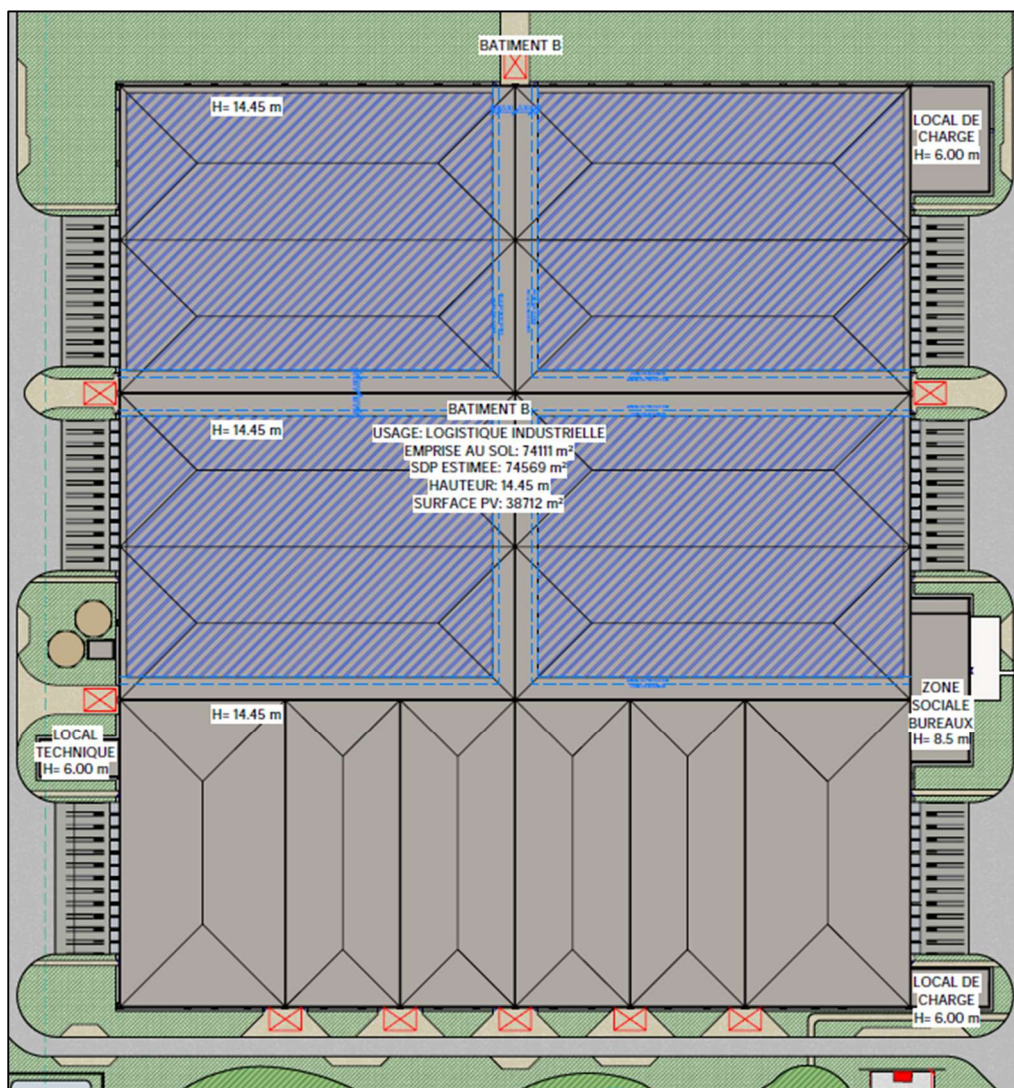 BATIMENT B
H= 14.45 m
LOCAL DE
CHARGE
H= 6.00 m
BATIMENT B
H= 14.45 m
USAGE: LOGISTIQUE INDUSTRIELLE
EMPRISE AU SOL: 74111 m²
SDP ESTIMEE: 74569 m²
HAUTEUR: 14.45 m
SURFACE PV: 38712 m²
ZONE
SOCIALE
BUREAUX
H= 8.5 m
H= 14.45 m
LOCAL
TECHNIQUE
H= 6.00 m
LOCAL DE
CHARGE
H= 6.00 m